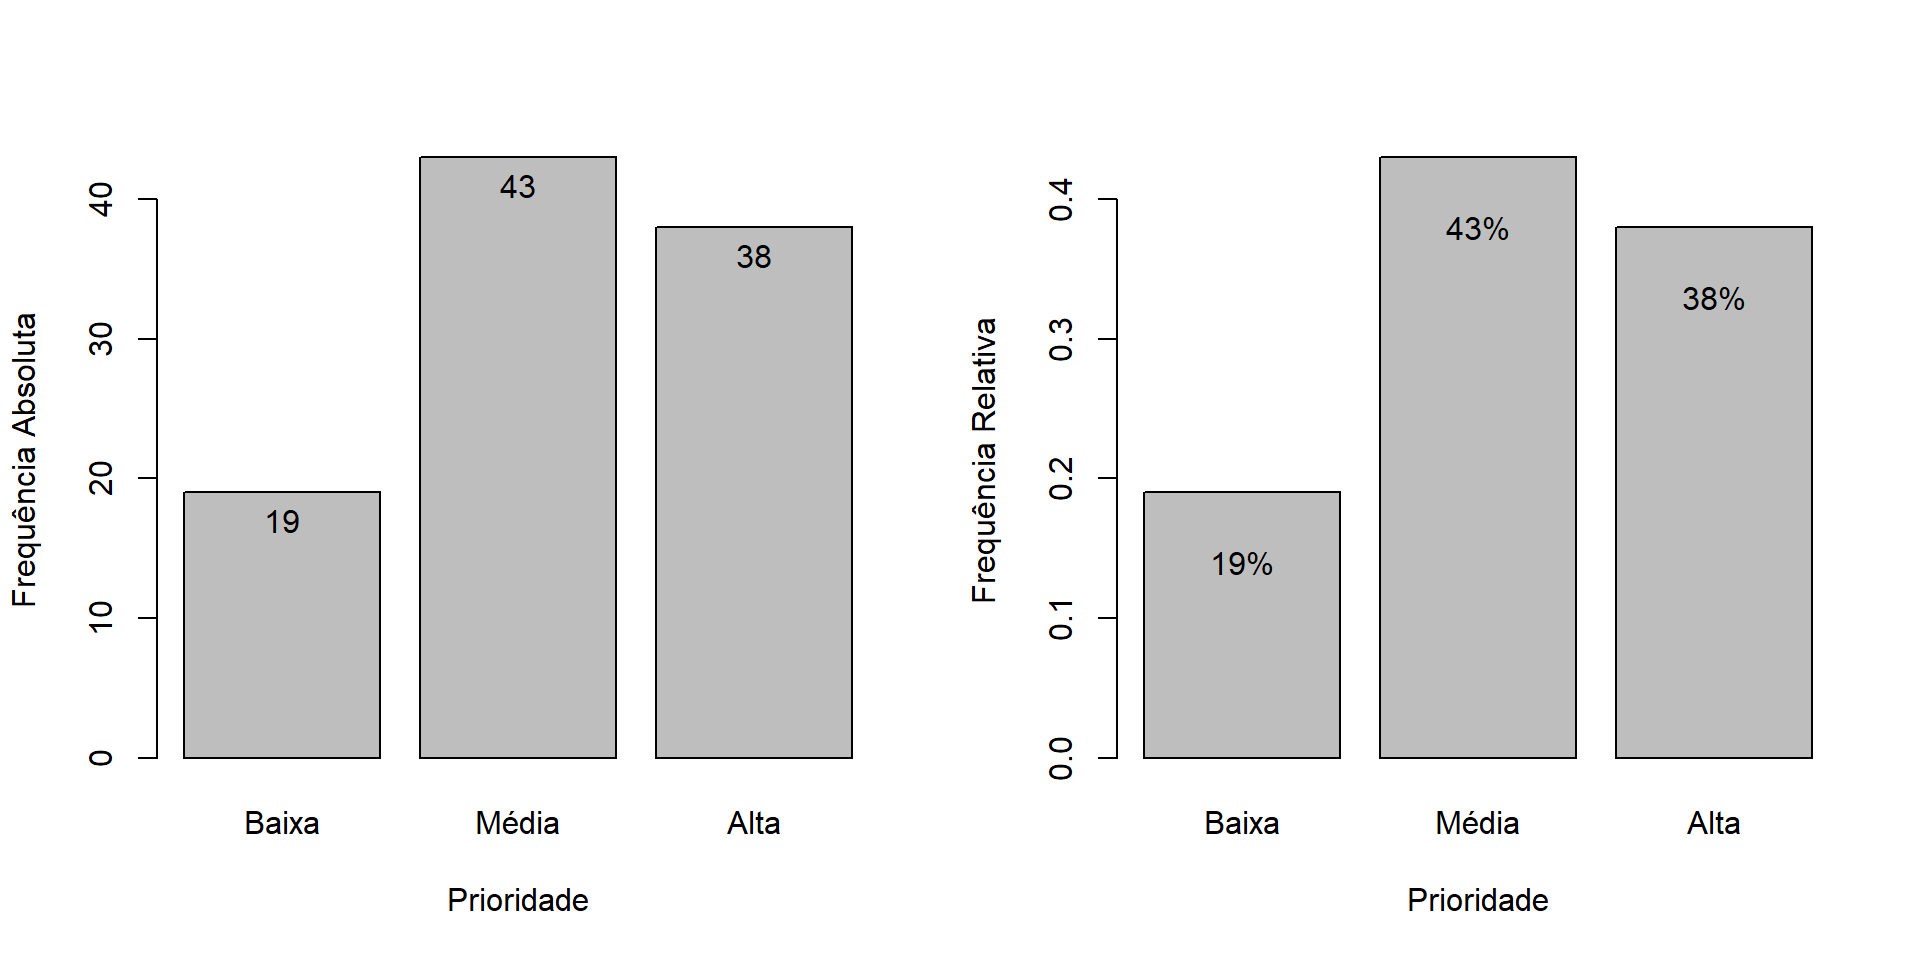 Frequência Absoluta
40
30
20
10
0
43
38
19
Baixa Média Alta
Prioridade
Frequência Relativa
0.4
0.3
0.2
0.1
0.0
43%
38%
19%
Baixa Média Alta
Prioridade